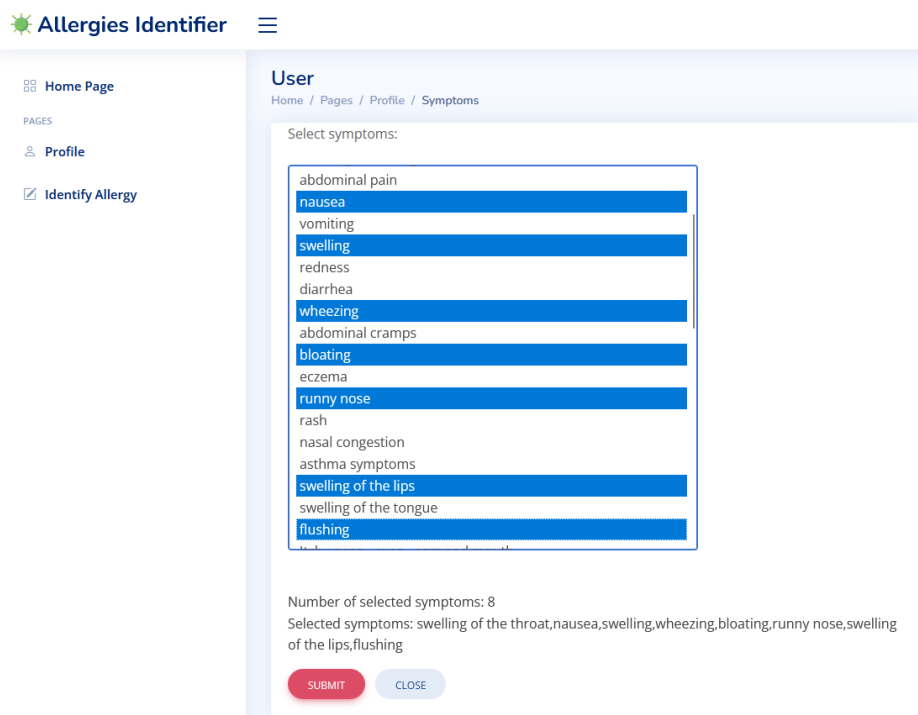 Allergies Identifier
Home Page
PAGES
Profile
Identify Allergy
User
Home / Pages / Profile / Symptoms
Select symptoms:
abdominal pain
nausea
vomiting
swelling
redness
diarrhea
wheezing
abdominal cramps
bloating
eczema
runny nose
rash
nasal congestion
asthma symptoms
swelling of the lips
swelling of the tongue
flushing
Number of selected symptoms: 8
Selected symptoms: swelling of the throat,nausea,swelling,wheezing,bloating,runny nose,swelling
of the lips,flushing
SUBMIT
CLOSE